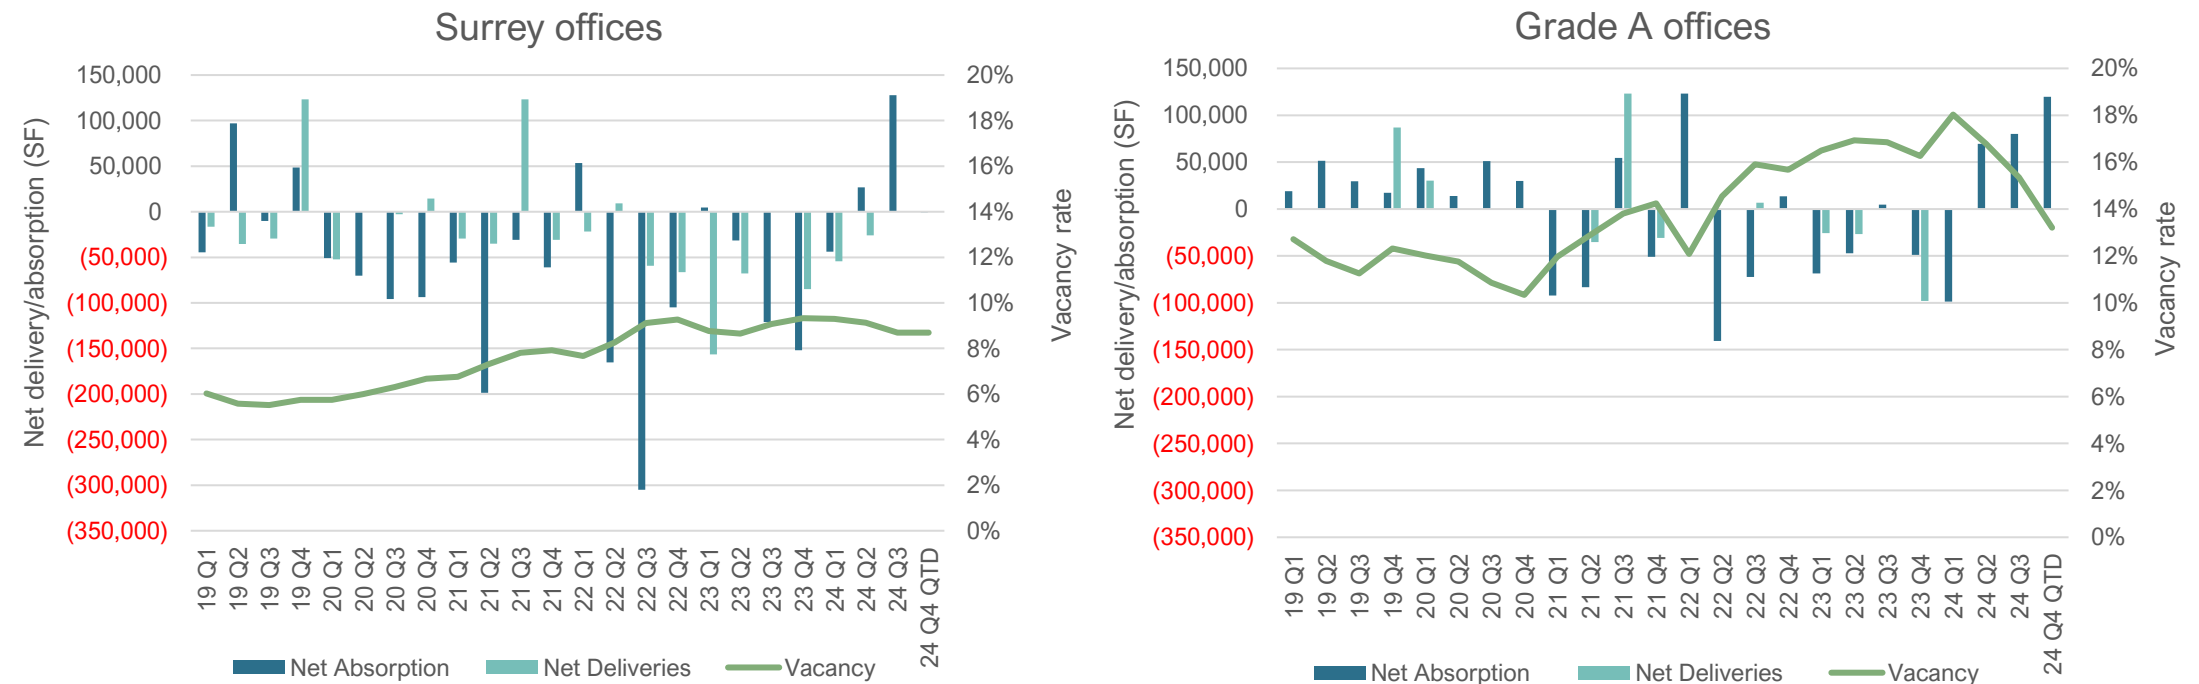 Surrey offices
150,000
100,000
50,000
0
(50,000)
(100,000)
(150,000)
(200,000)
(250,000)
(300,000)
(350,000)
Net delivery/absorption (SF)
20%
18%
16%
14%
12%
10%
8%
6%
4%
2%
0%
Vacancy rate
19 Q1
19 Q2
19 Q3
19 Q4
20 Q1
20 Q2
20 Q3
20 Q4
21 Q1
21 Q2
21 Q3
21 Q4
22 Q1
22 Q2
22 Q3
22 Q4
23 Q1
23 Q2
23 Q3
23 Q4
24 Q1
24 Q2
24 Q3
24 Q4 QTD
Net Absorption
Net Deliveries
Vacancy
Grade A offices
150,000
100,000
50,000
0
(50,000)
(100,000)
(150,000)
(200,000)
(250,000)
(300,000)
(350,000)
Net delivery/absorption (SF)
20%
18%
16%
14%
12%
10%
8%
6%
4%
2%
0%
Vacancy rate
19 Q1
19 Q2
19 Q3
19 Q4
20 Q1
20 Q2
20 Q3
20 Q4
21 Q1
21 Q2
21 Q3
21 Q4
22 Q1
22 Q2
22 Q3
22 Q4
23 Q1
23 Q2
23 Q3
23 Q4
24 Q1
24 Q2
24 Q3
24 Q4 QTD
Net Absorption
Net Deliveries
Vacancy